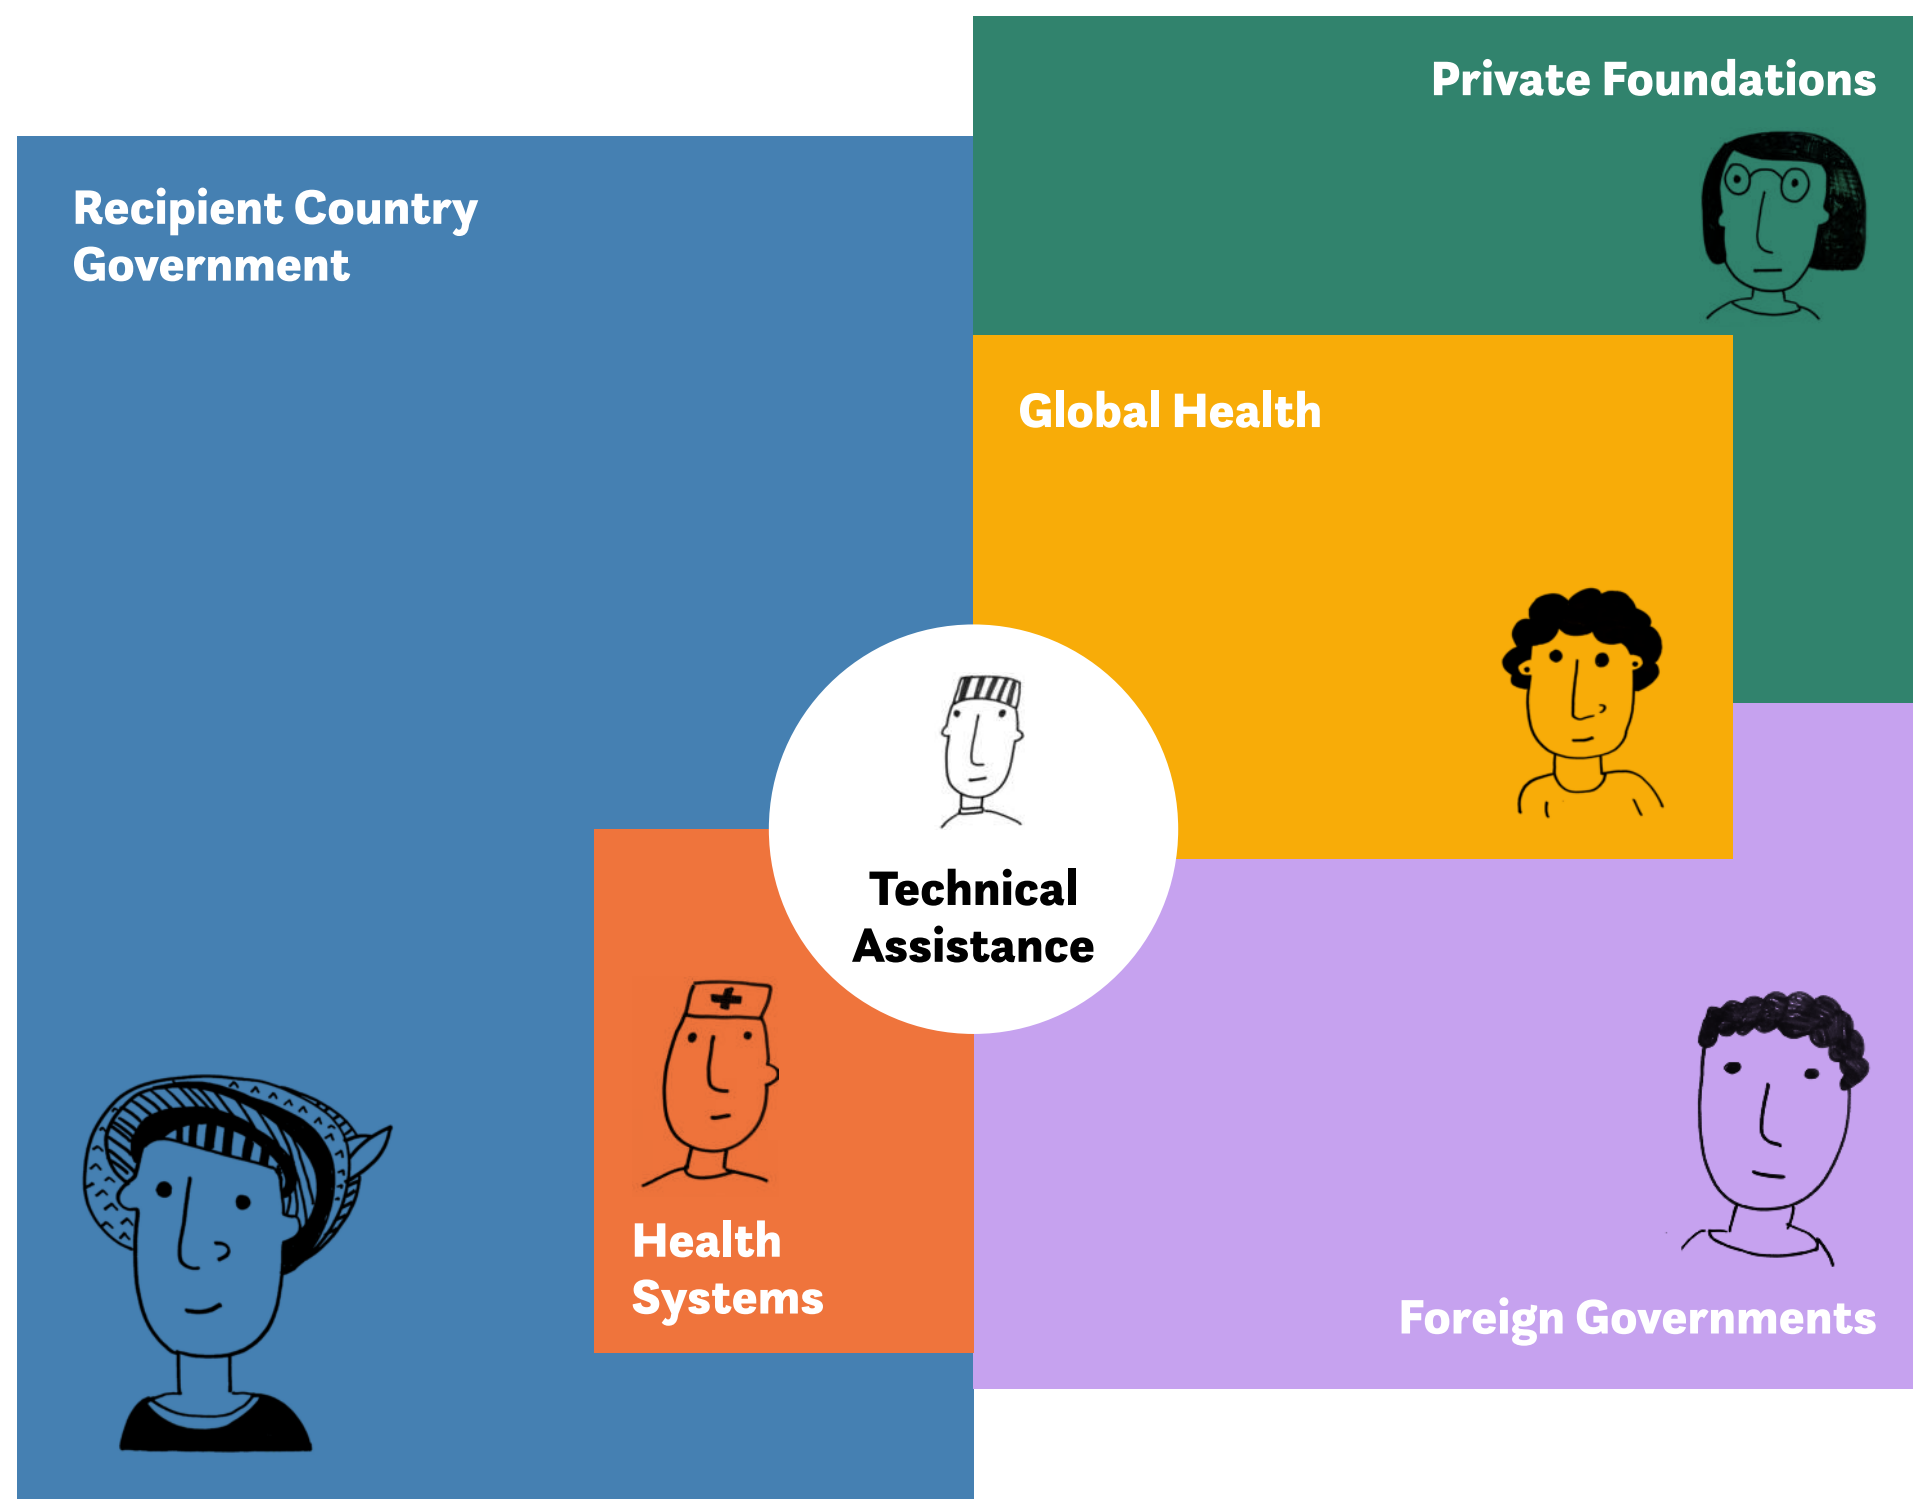 Private Foundations
Recipient Country
Government
Global Health
Technical
Assistance
Health
Systems
Foreign Governments